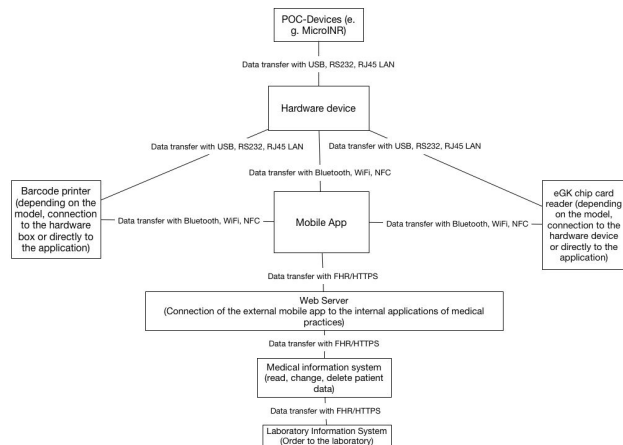 POC-Devices (e.
g. MicroINR)
Data transfer with USB, RS232, RJ45 LAN
Hardware device
Data transfer with USB, RS232, RJ45 LAN
Data transfer with USB, RS232, RJ45 LAN
Data transfer with Bluetooth, WiFi, NFC
Barcode printer
(depending on the
model, connection
to the hardware
box or directly to
the application)
Data transfer with Bluetooth, WiFi, NFC
Mobile App
Data transfer with Bluetooth, WiFi, NFC
eGK chip card
reader (depending
on the model,
connection to the
hardware device
or directly to the
application)
Data transfer with FHR/HTTPS
Web Server
(Connection of the external mobile app to the internal applications of medical
practices)
Data transfer with FHR/HTTPS
Medical information system
(read, change, delete patient
data)
Data transfer with FHR/HTTPS
Laboratory Information System
(Order to the laboratory)